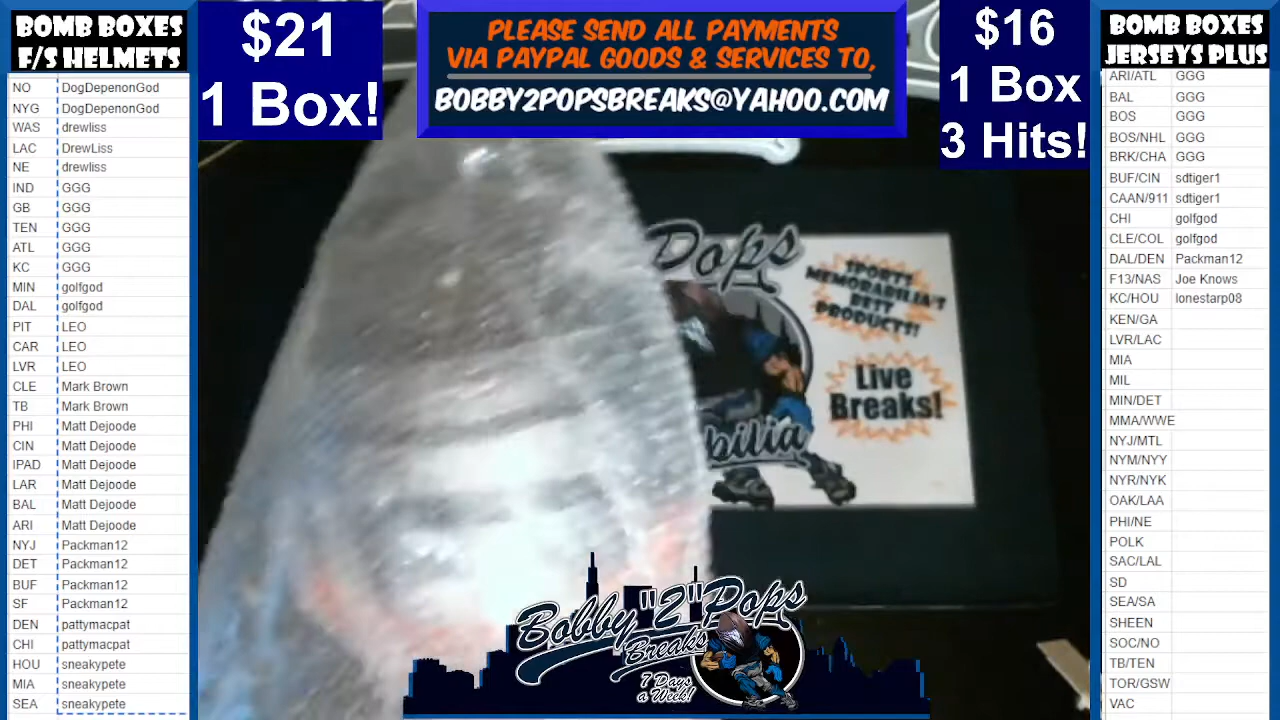 BOMB BOXES
F/S HELMETS
NO DogDepenonGod
NYG DogDepenonGod
WAS drewliss
LAC DrewLiss
NE drewliss
IND GGG
GB GGG
TEN GGG
ATL GGG
KC GGG
MIN golfgod
DAL golfgod
PIT LEO
CAR LEO
LVR LEO
CLE Mark Brown
TB Mark Brown
PHI Matt Dejoode
CIN Matt Dejoode
IPAD Matt Dejoode
LAR Matt Dejoode
BAL Matt Dejoode
ARI Matt Dejoode
NYJ Packman12
DET Packman12
BUF Packman12
SF Packman12
DEN pattymacpat
CHI pattymacpat
HOU sneakypete
MIA sneakypete
SEA sneakypete
$21
1 Box!
PLEASE SEND ALL PAYMENTS
VIA PAYPAL GOODS & SERVICES TO,
BOBBY2POPSBREAKS@YAHOO.COM
$16
1 Box
3 Hits!
Pops
bilia
SPORTS
MEMORABILIA'S
BEST
PRODUCTS!
Live
Breaks!
Bobby "2" Pops
Breaks
7 Days
a Week!
BOMB BOXES
JERSEYS PLUS
ARI/ATL GGG
BAL GGG
BOS GGG
BOS/NHL GGG
BRK/CHA GGG
BUF/CIN sdtiger1
CAAN/911 sdtiger1
CHI golfgod
CLE/COL golfgod
DAL/DEN Packman12
F13/NAS Joe Knows
KC/HOU lonestarp08
KEN/GA
LVR/LAC
MIA
MIL
MIN/DET
MMA/WWE
NYJ/MTL
NYM/NYY
NYR/NYK
OAK/LAA
PHI/NE
POLK
SAC/LAL
SD
SEA/SA
SHEEN
SOC/NO
TB/TEN
TOR/GSW
VAC